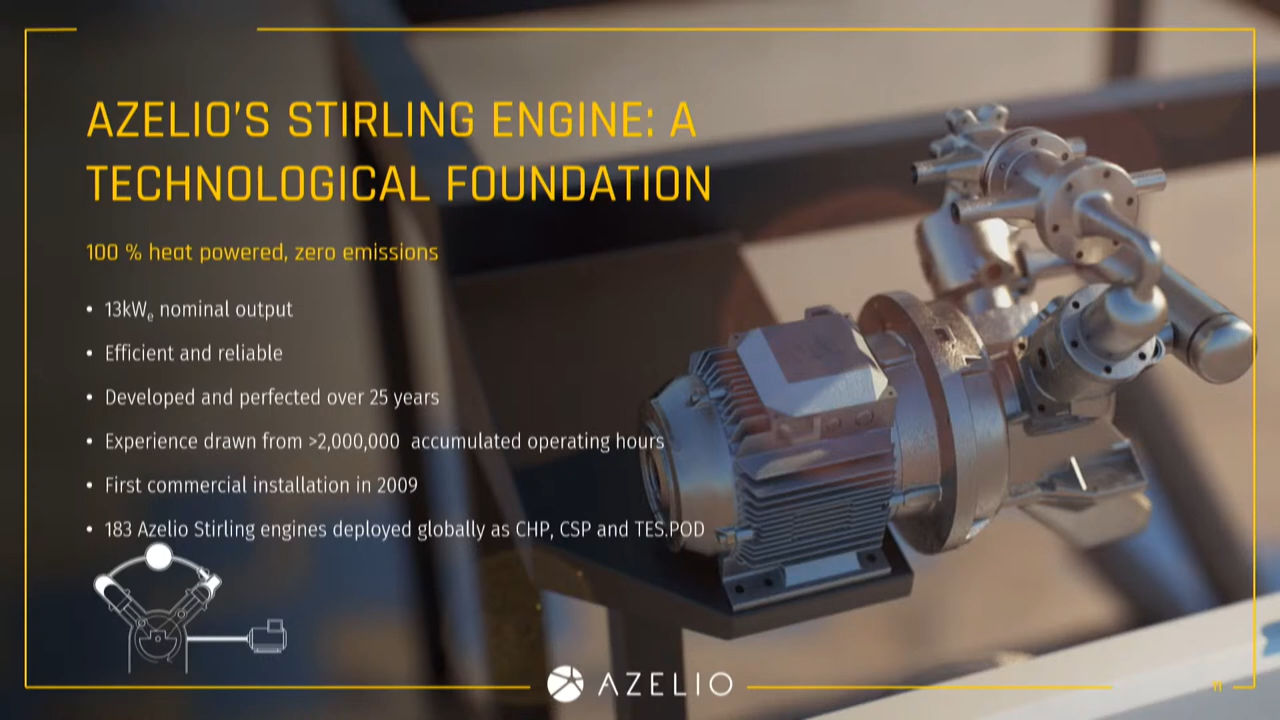 AZELIO'S STIRLING ENGINE: A
TECHNOLOGICAL FOUNDATION
100 % heat powered, zero emissions
• 13kWe nominal output
• Efficient and reliable
• Developed and perfected over 25 years
• Experience drawn from >2,000,000 accumulated operating hours
• First commercial installation in 2009
• 183 Azelio Stirling engines deployed globally as CHP, CSP and TES.POD
AZELIO